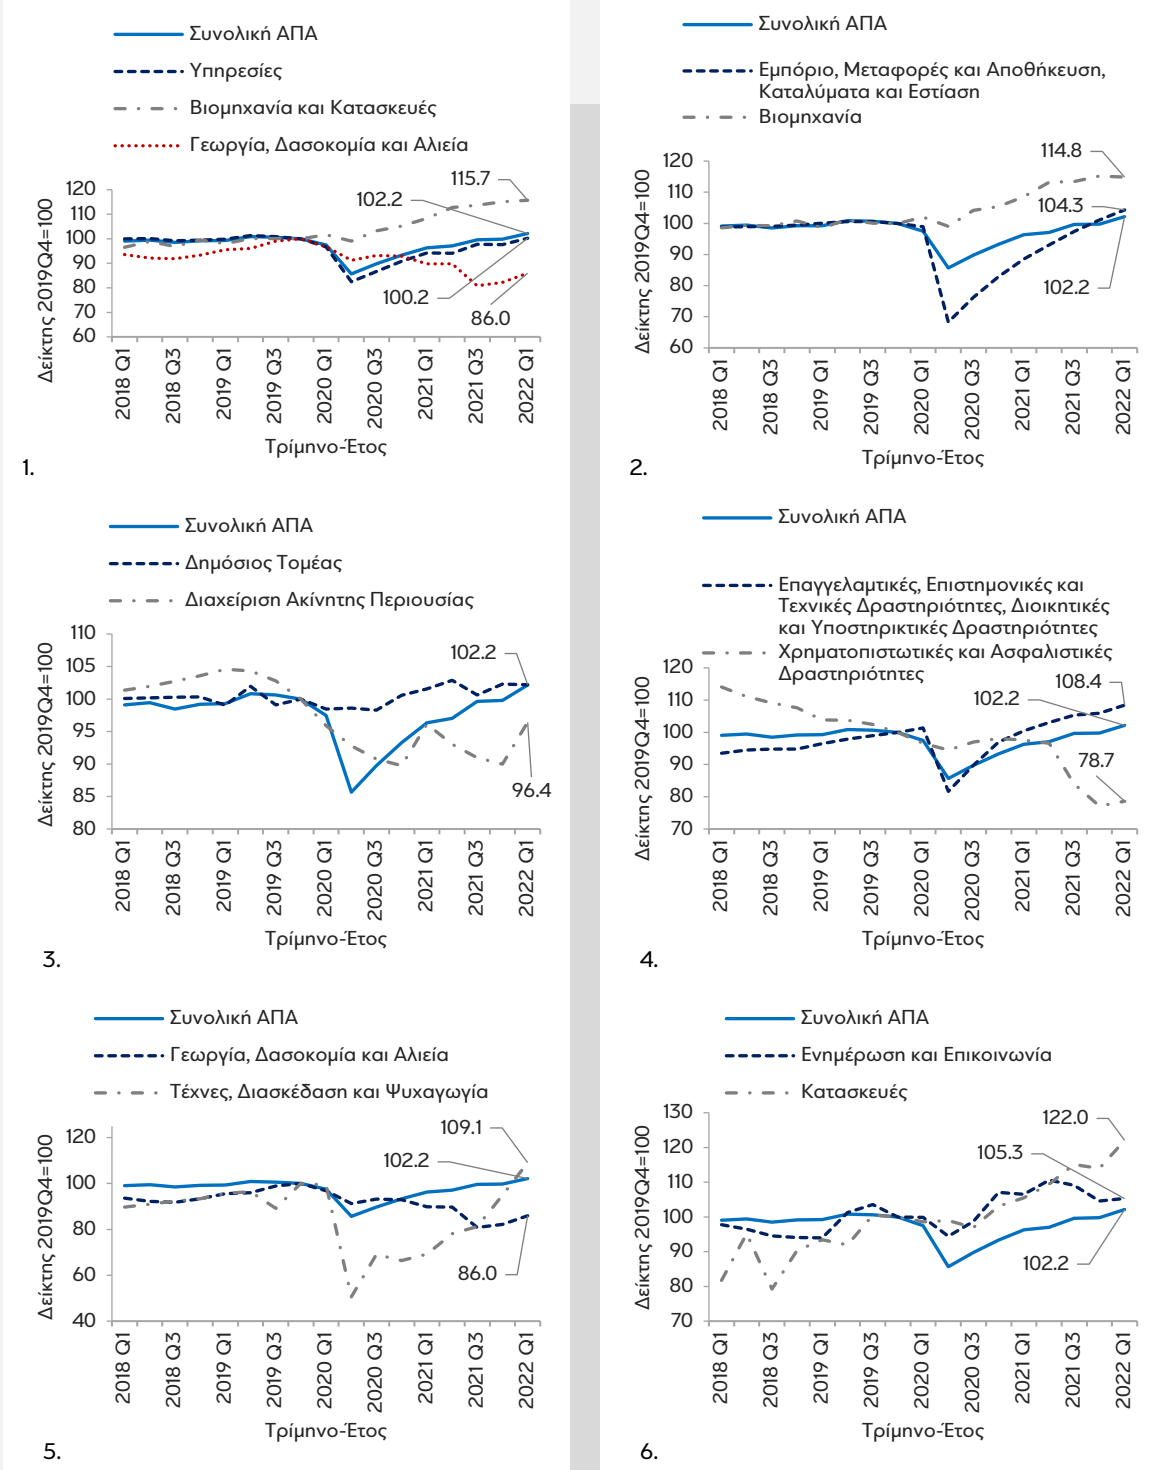 Συνολική ΑΠΑ
Υπηρεσίες
Βιομηχανία και Κατασκευές
Γεωργία, Δασοκομία και Αλιεία
Δείκτης 2019Q4=100
120
110
100
90
80
70
60
102.2
115.7
100.2
86.0
2018 Q1
2018 Q3
2019 Q1
2019 Q3
2020 Q1
2020 Q3
2021 Q1
2021 Q3
2022 Q1
Τρίμηνο-Έτος
1.
Συνολική ΑΠΑ
Εμπόριο, Μεταφορές και Αποθήκευση,
Καταλύματα και Εστίαση
Βιομηχανία
Δείκτης 2019Q4=100
120
110
100
90
80
70
60
114.8
104.3
102.2
2018 Q1
2018 Q3
2019 Q1
2019 Q3
2020 Q1
2020 Q3
2021 Q1
2021 Q3
2022 Q1
Τρίμηνο-Έτος
2.
Συνολική ΑΠΑ
Δημόσιος Τομέας
Διαχείριση Ακίνητης Περιουσίας
Δείκτης 2019Q4=100
110
105
100
95
90
85
80
102.2
96.4
2018 Q1
2018 Q3
2019 Q1
2019 Q3
2020 Q1
2020 Q3
2021 Q1
2021 Q3
2022 Q1
Τρίμηνο-Έτος
3.
Συνολική ΑΠΑ
Επαγγελαμτικές, Επιστημονικές και
Τεχνικές Δραστηριότητες, Διοικητικές
και Υποστηρικτικές Δραστηριότητες
Χρηματοπιστωτικές και Ασφαλιστικές
Δραστηριότητες
Δείκτης 2019Q4=100
120
110
100
90
80
70
102.2
108.4
78.7
2018 Q1
2018 Q3
2019 Q1
2019 Q3
2020 Q1
2020 Q3
2021 Q1
2021 Q3
2022 Q1
Τρίμηνο-Έτος
4.
Συνολική ΑΠΑ
Γεωργία, Δασοκομία και Αλιεία
Τέχνες, Διασκέδαση και Ψυχαγωγία
Δείκτης 2019Q4=100
120
100
80
60
40
109.1
102.2
86.0
2018 Q1
2018 Q3
2019 Q1
2019 Q3
2020 Q1
2020 Q3
2021 Q1
2021 Q3
2022 Q1
Τρίμηνο-Έτος
5.
Συνολική ΑΠΑ
Ενημέρωση και Επικοινωνία
Κατασκευές
Δείκτης 2019Q4=100
130
120
110
100
90
80
70
122.0
105.3
102.2
2018 Q1
2018 Q3
2019 Q1
2019 Q3
2020 Q1
2020 Q3
2021 Q1
2021 Q3
2022 Q1
Τρίμηνο-Έτος
6.